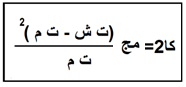 كا2= مج (ت ش - ت م)2
ت م